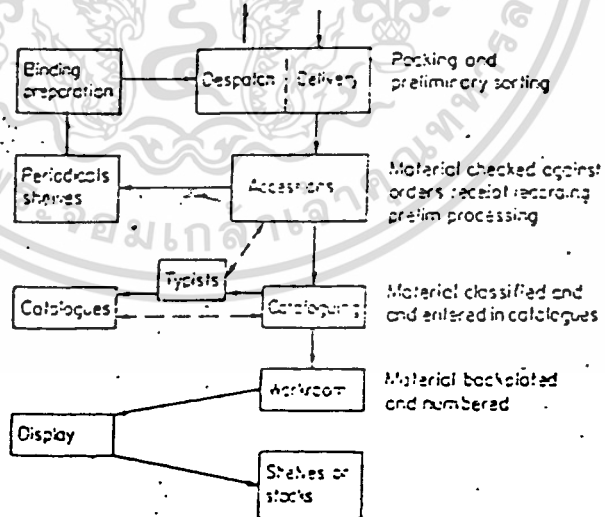 Binding
preparation
Despatch
Delivery
Packing and
preliminary sorting
Periodicals
shelves
Accessions
Material checked against
orders receipt recording
prelim processing
Typists
Catalogues
Cataloguing
Material classified and
and entered in catalogues
Workroom
Material backplated
and numbered
Display
Shelves or
stacks